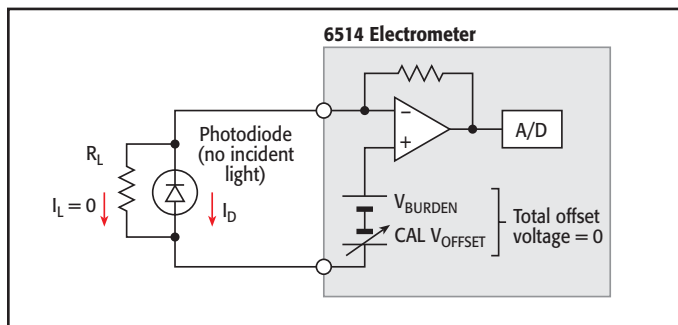 6514 Electrometer
Photodiode
(no incident
light)
R_L
I_L = 0
I_D
−
+
A/D
V_BURDEN
CAL V_OFFSET
Total offset
voltage = 0